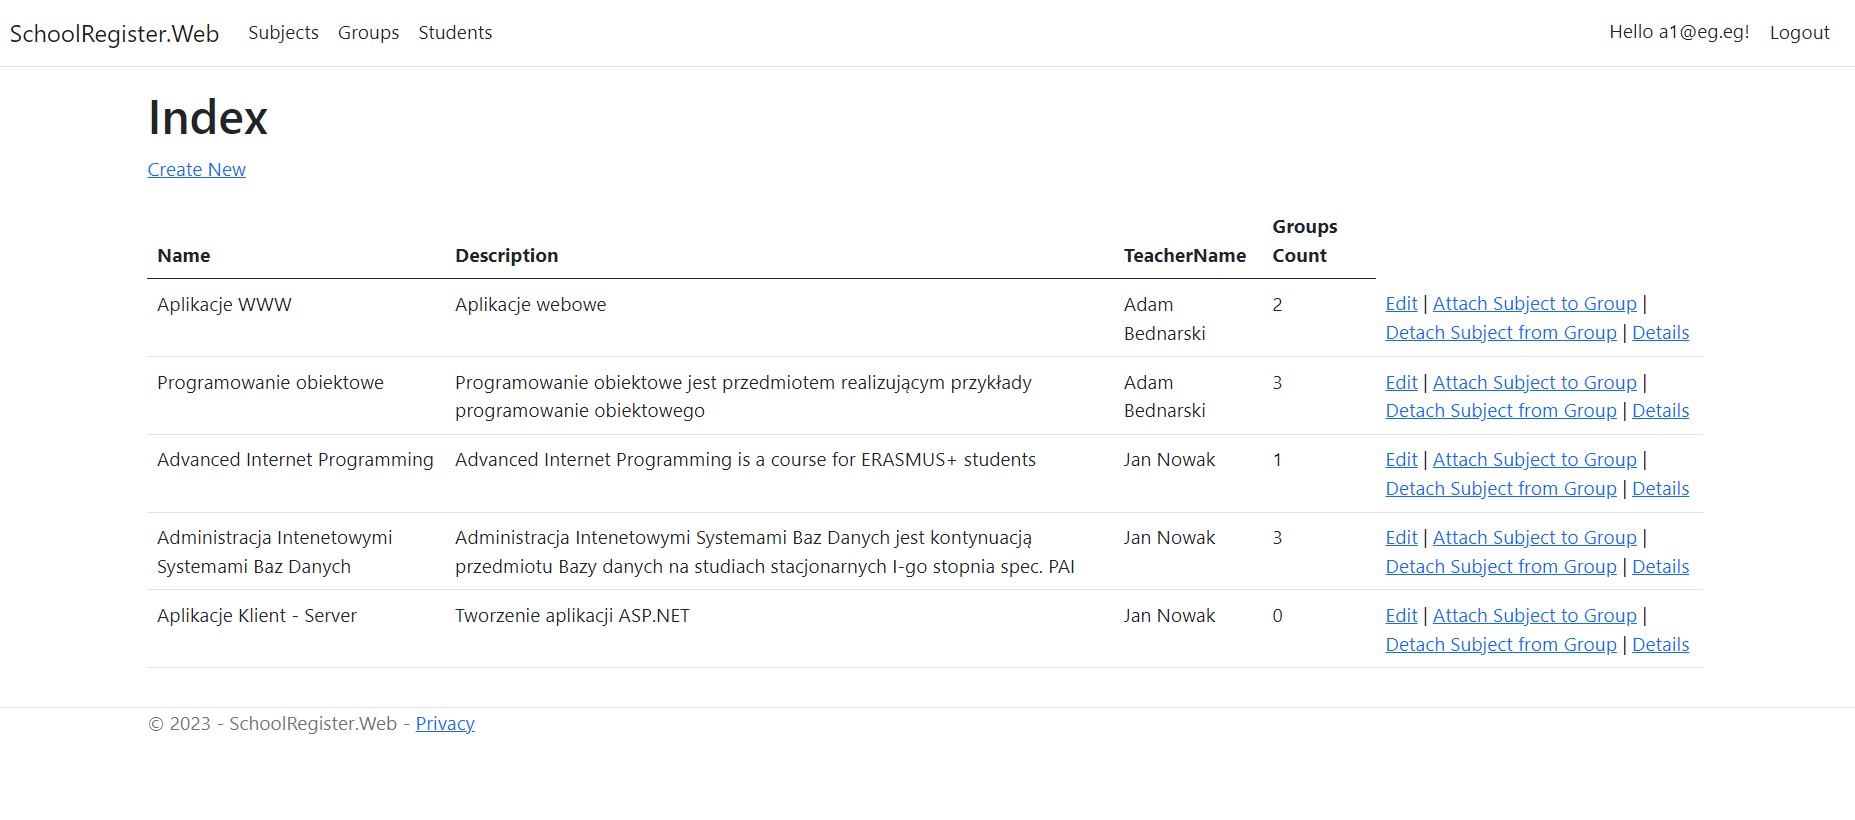 SchoolRegister.Web Subjects Groups Students Hello a1@eg.eg! Logout
Index
Create New
Name Description TeacherName Groups Count
Aplikacje WWW Aplikacje webowe Adam Bednarski 2 Edit | Attach Subject to Group |
Detach Subject from Group | Details
Programowanie obiektowe Programowanie obiektowe jest przedmiotem realizującym przykłady
programowanie obiektowego Adam Bednarski 3 Edit | Attach Subject to Group |
Detach Subject from Group | Details
Advanced Internet Programming Advanced Internet Programming is a course for ERASMUS+ students Jan Nowak 1 Edit | Attach Subject to Group |
Detach Subject from Group | Details
Administracja Intenetowymi
Systemami Baz Danych Administracja Intenetowymi Systemami Baz Danych jest kontynuacją
przedmiotu Bazy danych na studiach stacjonarnych I-go stopnia spec. PAI Jan Nowak 3 Edit | Attach Subject to Group |
Detach Subject from Group | Details
Aplikacje Klient - Server Tworzenie aplikacji ASP.NET Jan Nowak 0 Edit | Attach Subject to Group |
Detach Subject from Group | Details
© 2023 - SchoolRegister.Web - Privacy